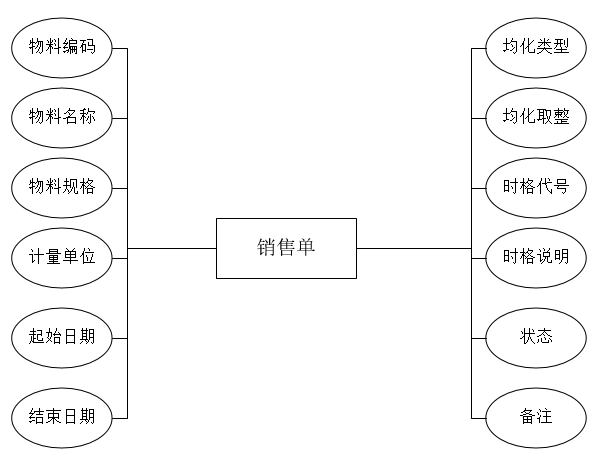 物料编码
物料名称
物料规格
计量单位
起始日期
结束日期
销售单
均化类型
均化取整
时格代号
时格说明
状态
备注